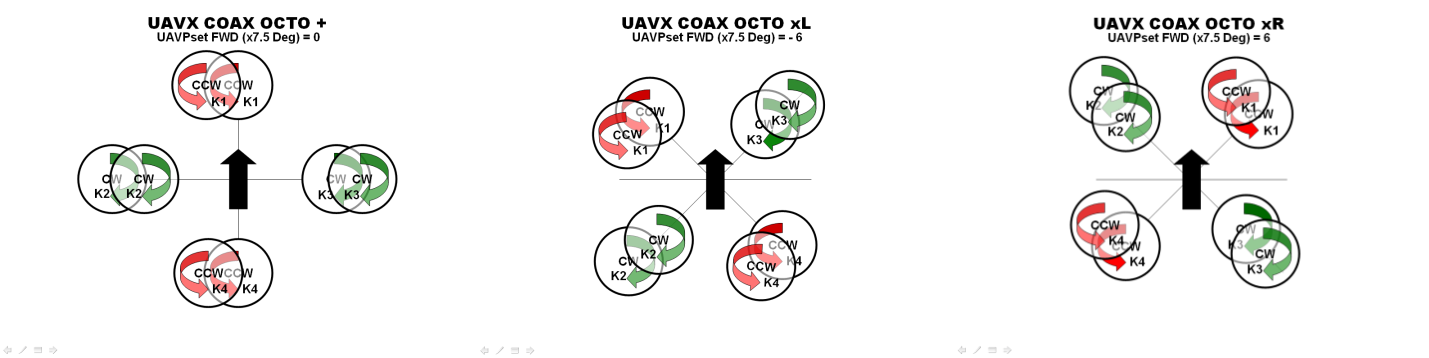 UAVX COAX OCTO +
UAVPset FWD (x7.5 Deg) = 0
CCW CCW
K1 K1
CW CW
K2 K2
CW CW
K3 K3
CCW CCW
K4 K4
UAVX COAX OCTO xL
UAVPset FWD (x7.5 Deg) = - 6
CCW
K1
CCW
K1
CW
K3
CW
K3
CW
K2
CW
K2
CCW
K4
CCW
K4
UAVX COAX OCTO xR
UAVPset FWD (x7.5 Deg) = 6
CW
K2
CW
K2
CCW
K1
CCW
K1
CCW
K4
CCW
K4
CW
K3
CW
K3